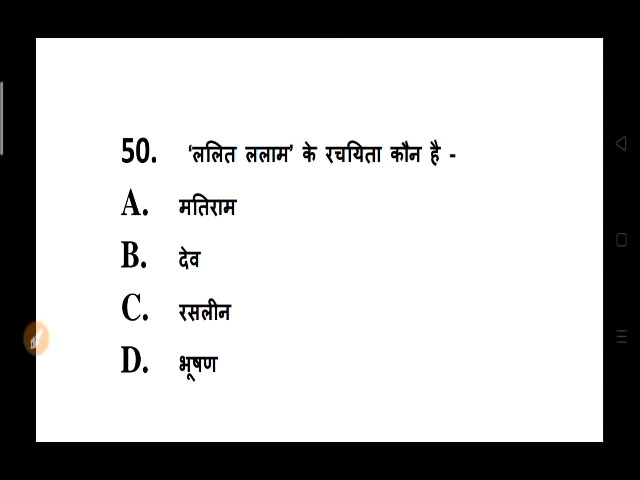 50. ‘ललित ललाम’ के रचयिता कौन है -
A. मतिराम
B. देव
C. रसलीन
D. भूषण